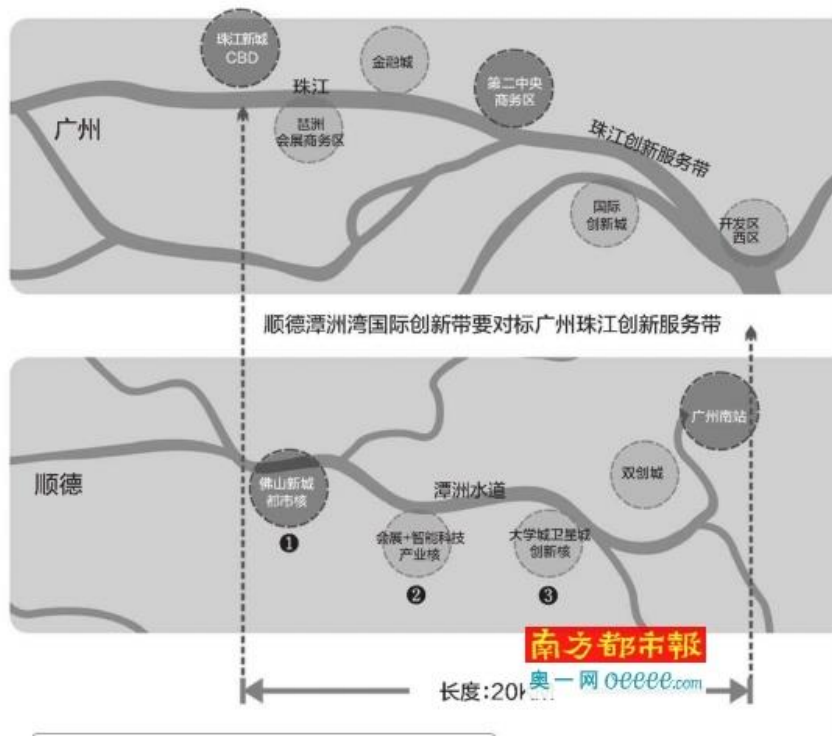 珠江新城
CBD
金融城
第二中央
商务区
珠江
广州
琶洲
会展商务区
珠江创新服务带
国际
创新城
开发区
西区
顺德潭洲湾国际创新带要对标广州珠江创新服务带
广州南站
双创城
顺德
佛山新城
都市核
潭洲水道
会展+智能科技
产业核
大学城卫星城
创新核
❶
❷
❸
南方都市報
奥一网 oeeee.com
长度:20km